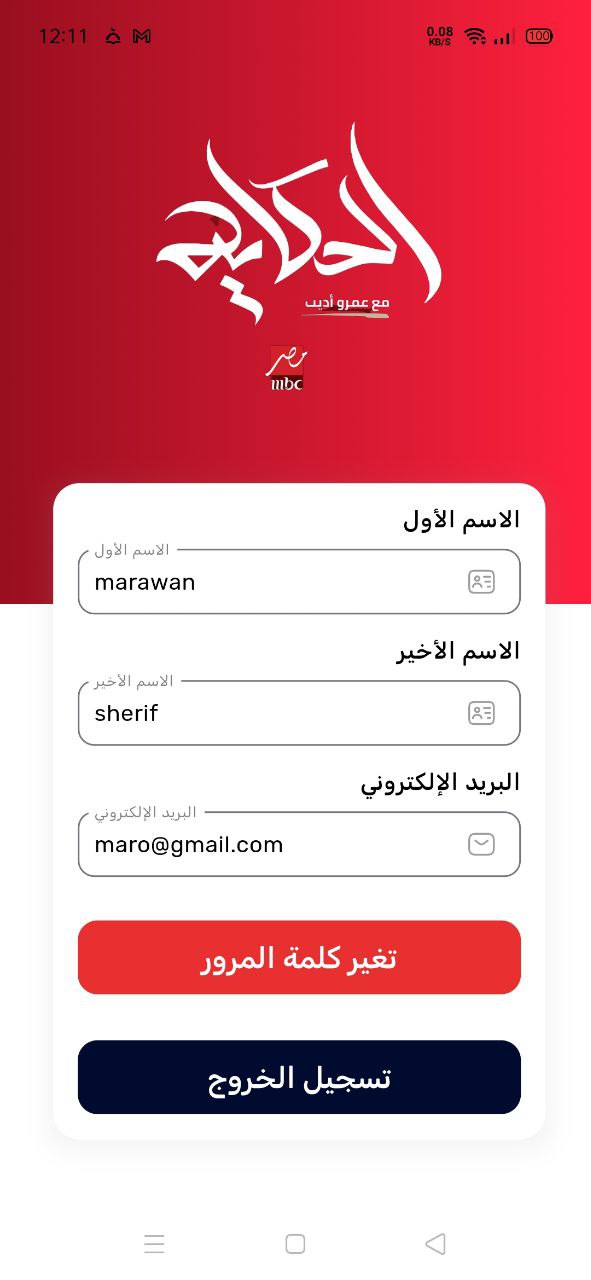 12:11
0.08
KB/S
100
الحكاية
مع عمرو أديب
مصر
mbc
الاسم الأول
الاسم الأول
marawan
الاسم الأخير
الاسم الأخير
sherif
البريد الإلكتروني
البريد الإلكتروني
maro@gmail.com
تغير كلمة المرور
تسجيل الخروج